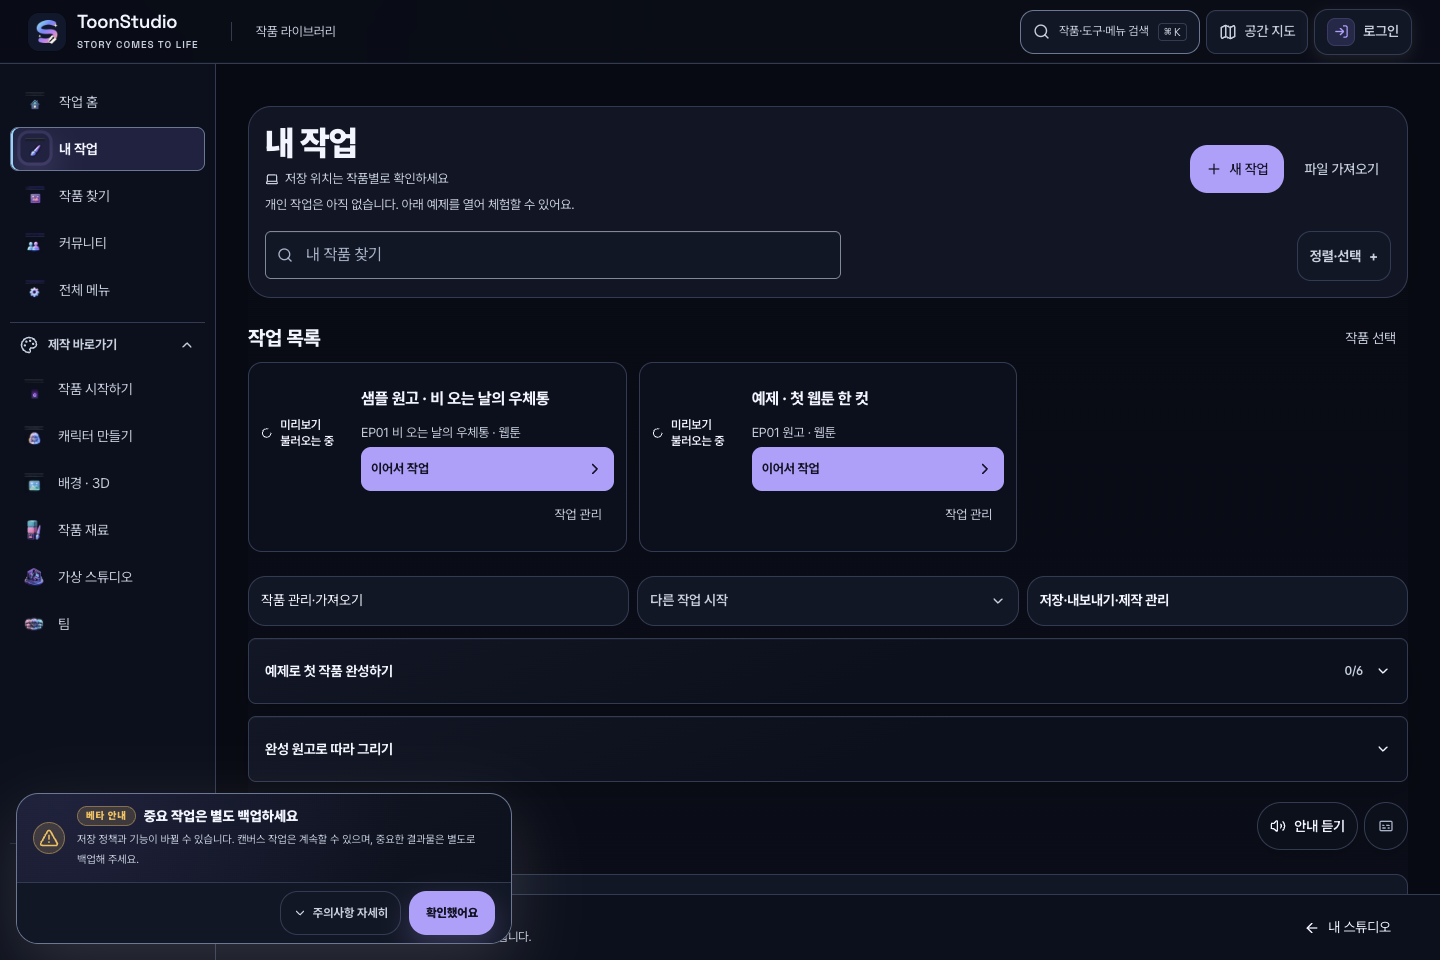 ToonStudio
STORY COMES TO LIFE
작품 라이브러리
작품·도구·메뉴 검색 ⌘K
공간 지도
로그인
작업 홈
내 작업
작품 찾기
커뮤니티
전체 메뉴
제작 바로가기
작품 시작하기
캐릭터 만들기
배경 · 3D
작품 재료
가상 스튜디오
팀
내 작업
저장 위치는 작품별로 확인하세요
개인 작업은 아직 없습니다. 아래 예제를 열어 체험할 수 있어요.
+ 새 작업
파일 가져오기
내 작품 찾기
정렬·선택 +
작업 목록
작품 선택
미리보기
불러오는 중
샘플 원고 · 비 오는 날의 우체통
EP01 비 오는 날의 우체통 · 웹툰
이어서 작업
작업 관리
미리보기
불러오는 중
예제 · 첫 웹툰 한 컷
EP01 원고 · 웹툰
이어서 작업
작업 관리
작품 관리·가져오기
다른 작업 시작
저장·내보내기·제작 관리
예제로 첫 작품 완성하기
0/6
완성 원고로 따라 그리기
안내 듣기
베타 안내 중요 작업은 별도 백업하세요
저장 정책과 기능이 바뀔 수 있습니다. 캔버스 작업은 계속할 수 있으며, 중요한 결과물은 별도로
백업해 주세요.
주의사항 자세히
확인했어요
니다.
내 스튜디오